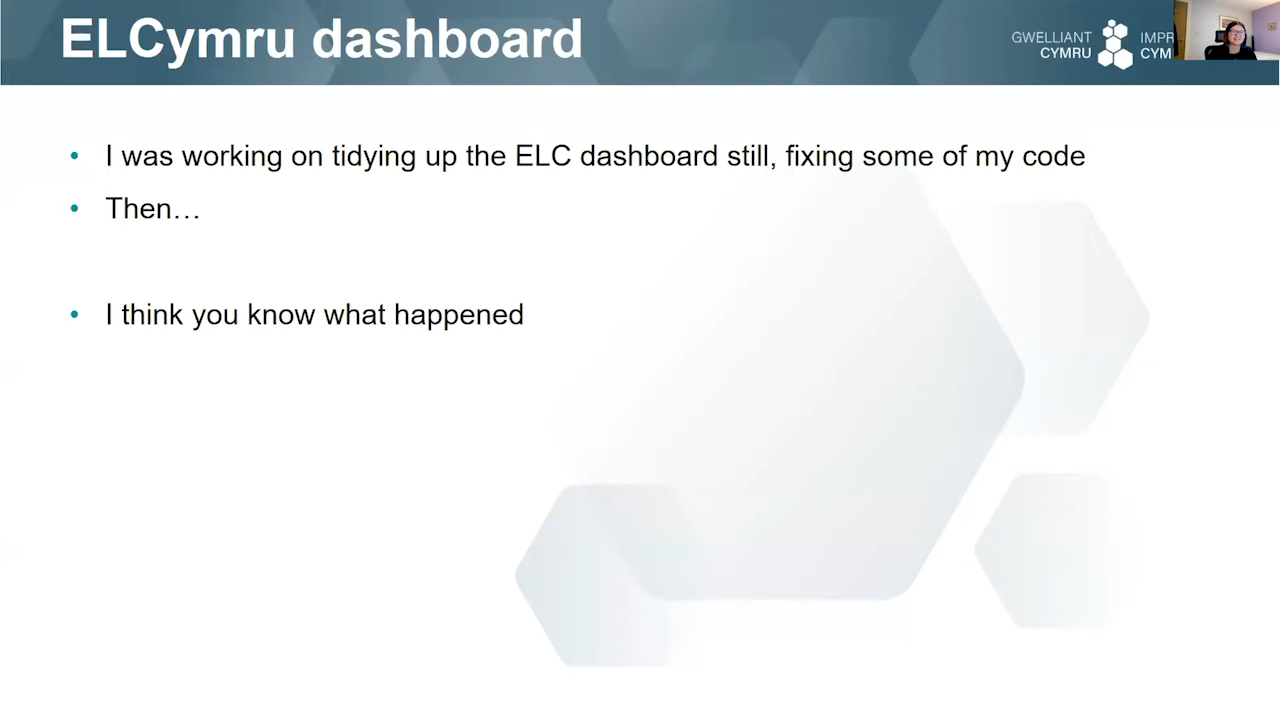 ELCymru dashboard
GWELLIANT
CYMRU
IMPR
CYM
• I was working on tidying up the ELC dashboard still, fixing some of my code
• Then…
• I think you know what happened